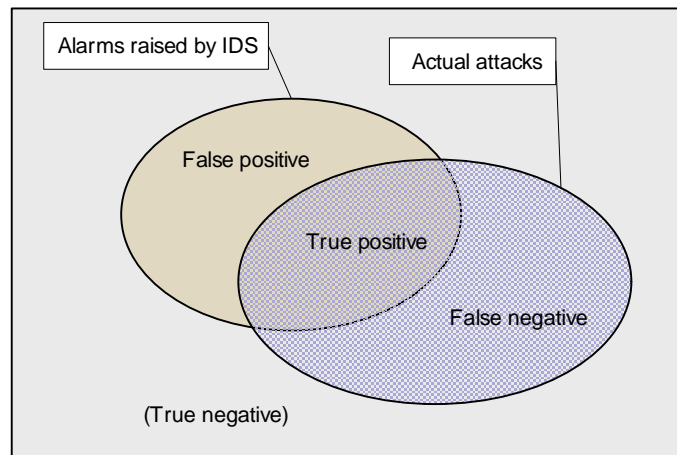 Alarms raised by IDS
Actual attacks
False positive
True positive
False negative
(True negative)